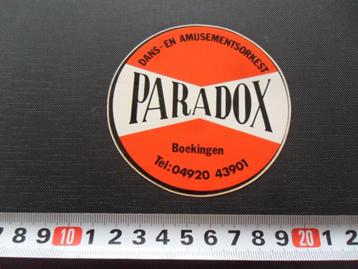 DANS- EN AMUSEMENTSORKEST
PARADOX
Boekingen
Tel: 04920 43901
7 8 9 10 1 2 3 4 5 6 7 8 9 20 1 2